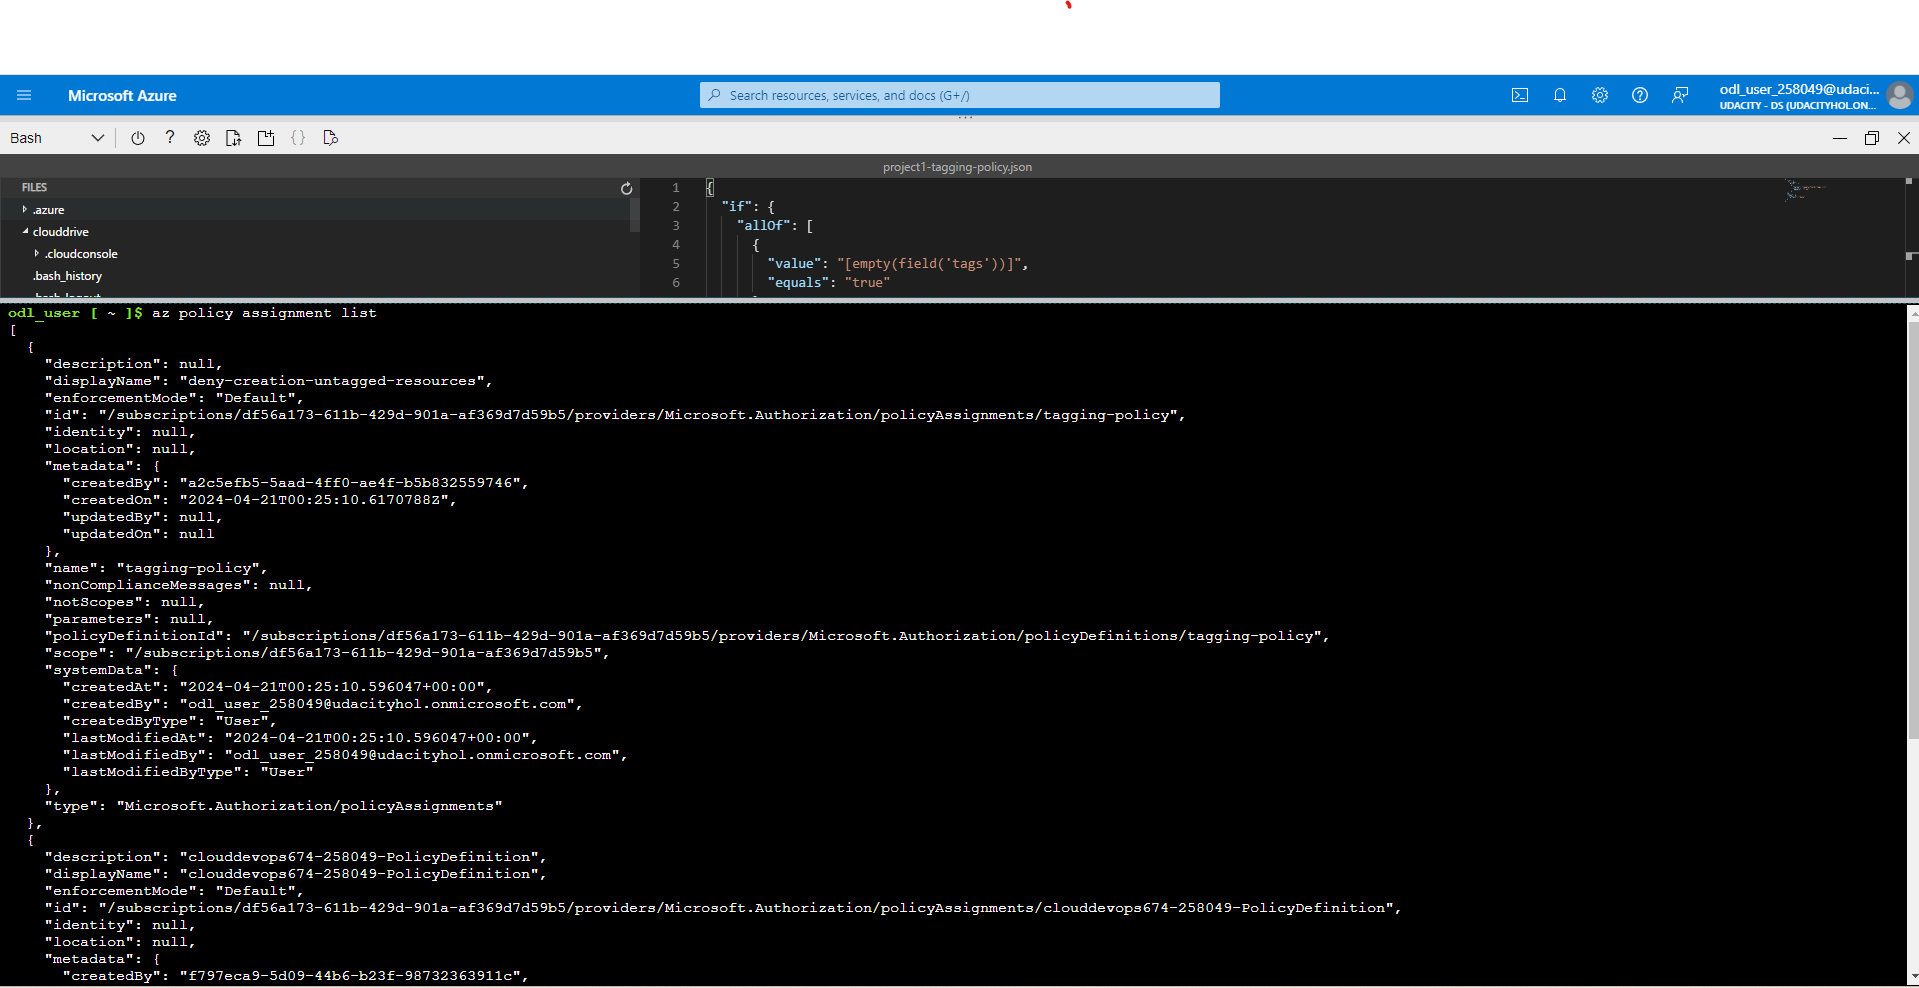 Microsoft Azure
Search resources, services, and docs (G+/)
odl_user_258049@udaci...
UDACITY - DS (UDACITYHOL.ON...
Bash
project1-tagging-policy.json
FILES
.azure
clouddrive
.cloudconsole
.bash_history
.bash_logout
1 {
2 "if": {
3 "allOf": [
4 {
5 "value": "[empty(field('tags'))]",
6 "equals": "true"
odl_user [ ~ ]$ az policy assignment list
[
{
"description": null,
"displayName": "deny-creation-untagged-resources",
"enforcementMode": "Default",
"id": "/subscriptions/df56a173-611b-429d-901a-af369d7d59b5/providers/Microsoft.Authorization/policyAssignments/tagging-policy",
"identity": null,
"location": null,
"metadata": {
"createdBy": "a2c5efb5-5aad-4ff0-ae4f-b5b832559746",
"createdOn": "2024-04-21T00:25:10.6170788Z",
"updatedBy": null,
"updatedOn": null
},
"name": "tagging-policy",
"nonComplianceMessages": null,
"notScopes": null,
"parameters": null,
"policyDefinitionId": "/subscriptions/df56a173-611b-429d-901a-af369d7d59b5/providers/Microsoft.Authorization/policyDefinitions/tagging-policy",
"scope": "/subscriptions/df56a173-611b-429d-901a-af369d7d59b5",
"systemData": {
"createdAt": "2024-04-21T00:25:10.596047+00:00",
"createdBy": "odl_user_258049@udacityhol.onmicrosoft.com",
"createdByType": "User",
"lastModifiedAt": "2024-04-21T00:25:10.596047+00:00",
"lastModifiedBy": "odl_user_258049@udacityhol.onmicrosoft.com",
"lastModifiedByType": "User"
},
"type": "Microsoft.Authorization/policyAssignments"
},
{
"description": "clouddevops674-258049-PolicyDefinition",
"displayName": "clouddevops674-258049-PolicyDefinition",
"enforcementMode": "Default",
"id": "/subscriptions/df56a173-611b-429d-901a-af369d7d59b5/providers/Microsoft.Authorization/policyAssignments/clouddevops674-258049-PolicyDefinition",
"identity": null,
"location": null,
"metadata": {
"createdBy": "f797eca9-5d09-44b6-b23f-98732363911c",